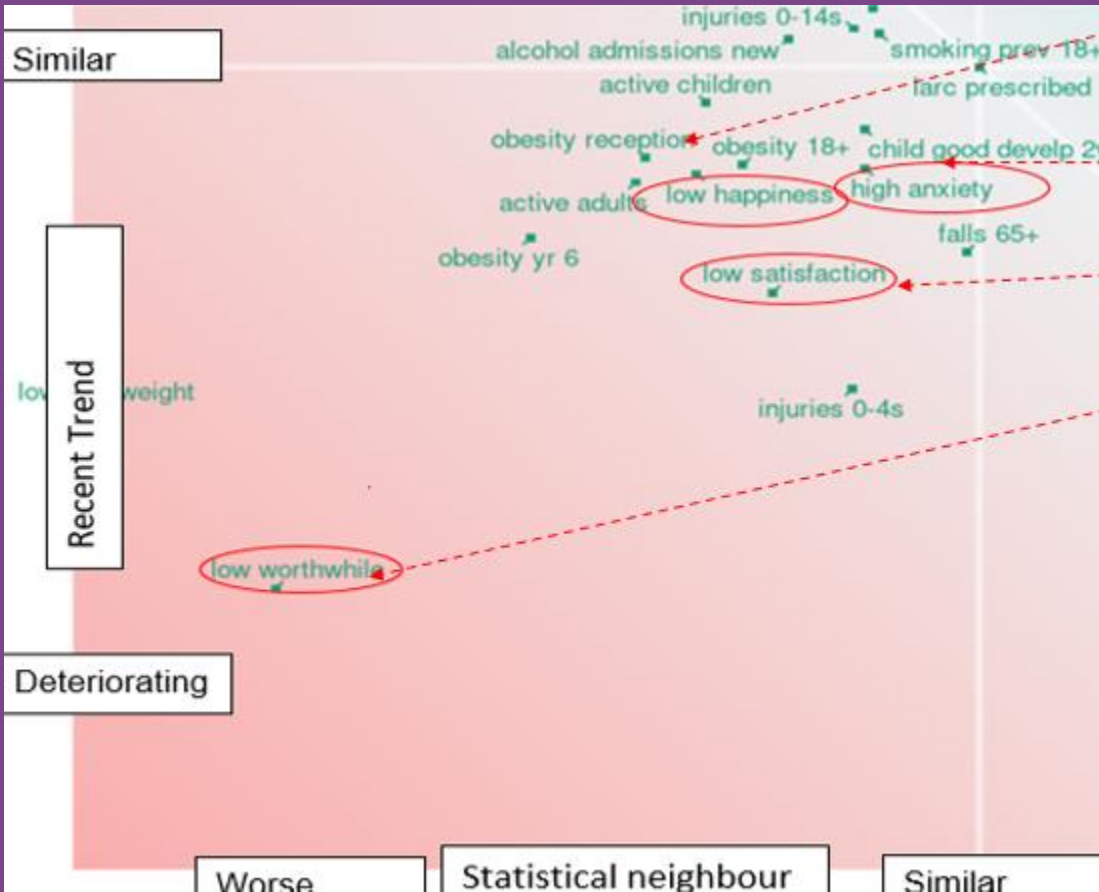 injuries 0-14s
Similar
alcohol admissions new
smoking prev 18+
active children
larc prescribed
obesity reception
obesity 18+
child good develp 2y
low happiness
high anxiety
active adults
falls 65+
obesity yr 6
low satisfaction
Recent Trend
weight
injuries 0-4s
low worthwhile
Deteriorating
Worse
Statistical neighbour
Similar